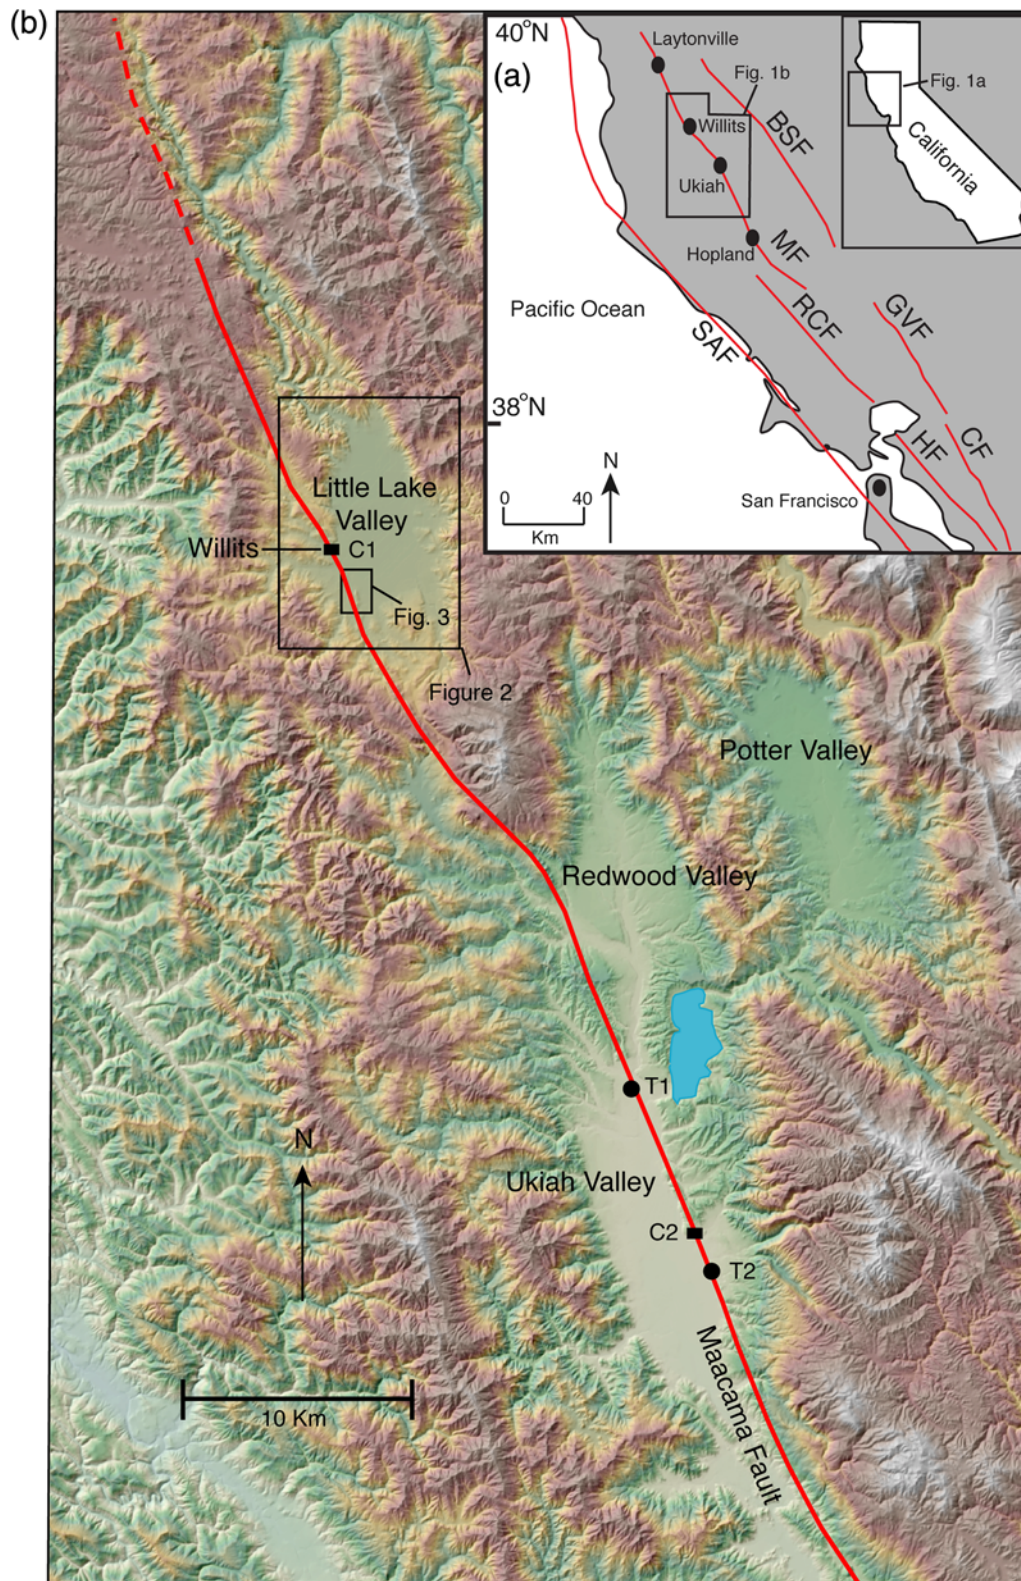 (b)
40°N
(a)
Laytonville
Fig. 1b
Fig. 1a
BSF
Willits
California
Ukiah
Hopland
MF
Pacific Ocean
RCF
GVF
SAF
38°N
HF
CF
N
0 40
Km
San Francisco
Little Lake
Valley
Willits
C1
Fig. 3
Figure 2
Potter Valley
Redwood Valley
T1
N
Ukiah Valley
C2
T2
Maacama Fault
10 Km